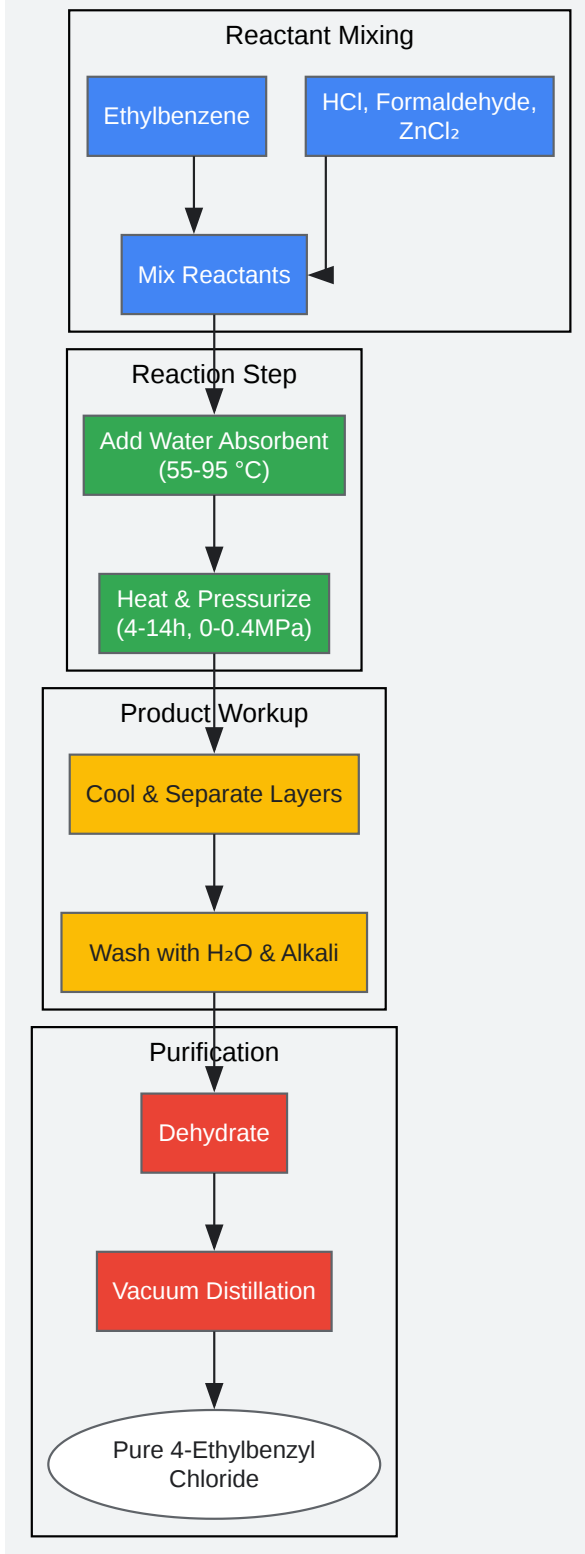 Reactant Mixing
Ethylbenzene
HCl, Formaldehyde,
ZnCl₂
Mix Reactants
Reaction Step
Add Water Absorbent
(55-95 °C)
Heat & Pressurize
(4-14h, 0-0.4MPa)
Product Workup
Cool & Separate Layers
Wash with H₂O & Alkali
Purification
Dehydrate
Vacuum Distillation
Pure 4-Ethylbenzyl
Chloride